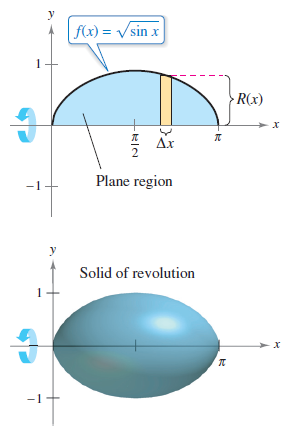 y
f(x) = √sin x
1
R(x)
x
π/2
Δx
π
−1
Plane region
y
Solid of revolution
1
x
π
−1